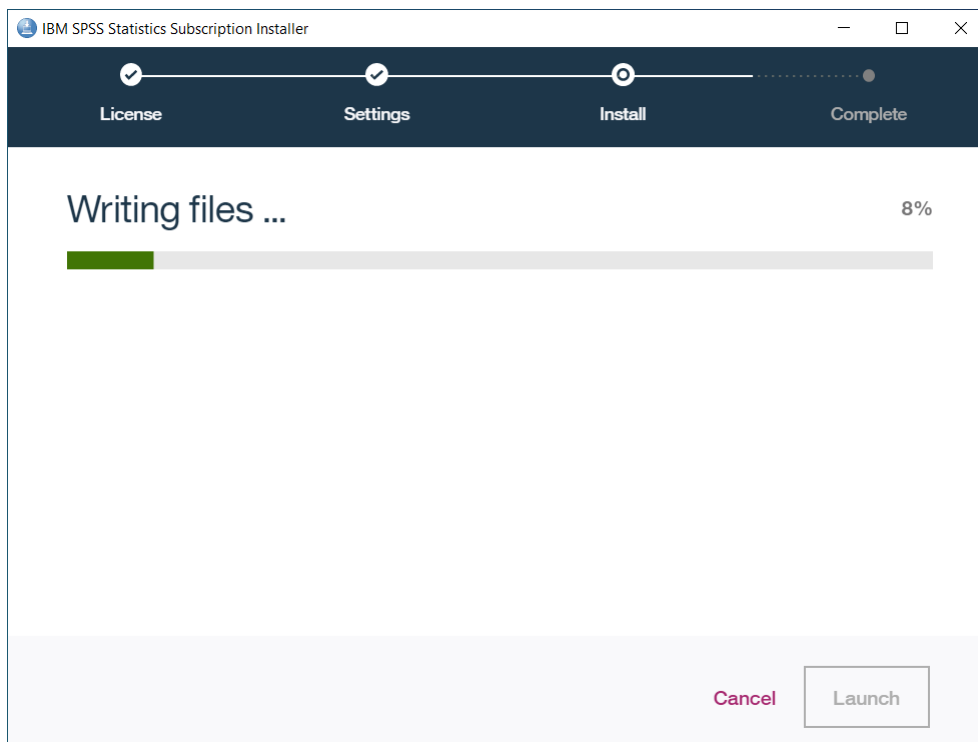 IBM SPSS Statistics Subscription Installer
License Settings Install Complete
Writing files ... 8%
Cancel Launch